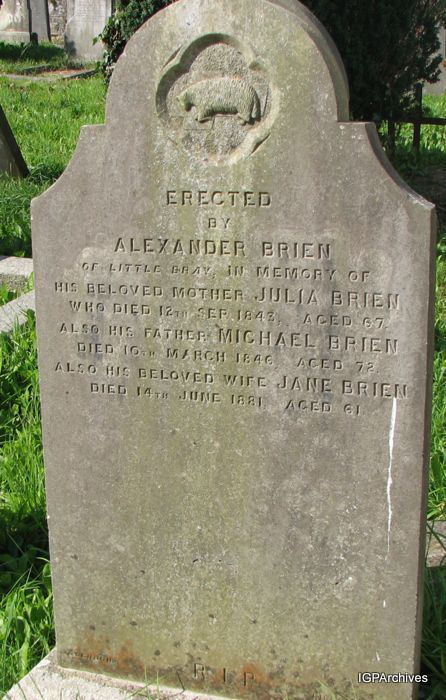 ERECTED
BY
ALEXANDER BRIEN
OF LITTLE BRAY, IN MEMORY OF
HIS BELOVED MOTHER JULIA BRIEN
WHO DIED 12TH SEP. 1843, AGED 67.
ALSO HIS FATHER MICHAEL BRIEN
DIED 10TH MARCH 1846, AGED 72.
ALSO HIS BELOVED WIFE JANE BRIEN
DIED 14TH JUNE 1881, AGED 61.
R.I.P.
IGPArchives